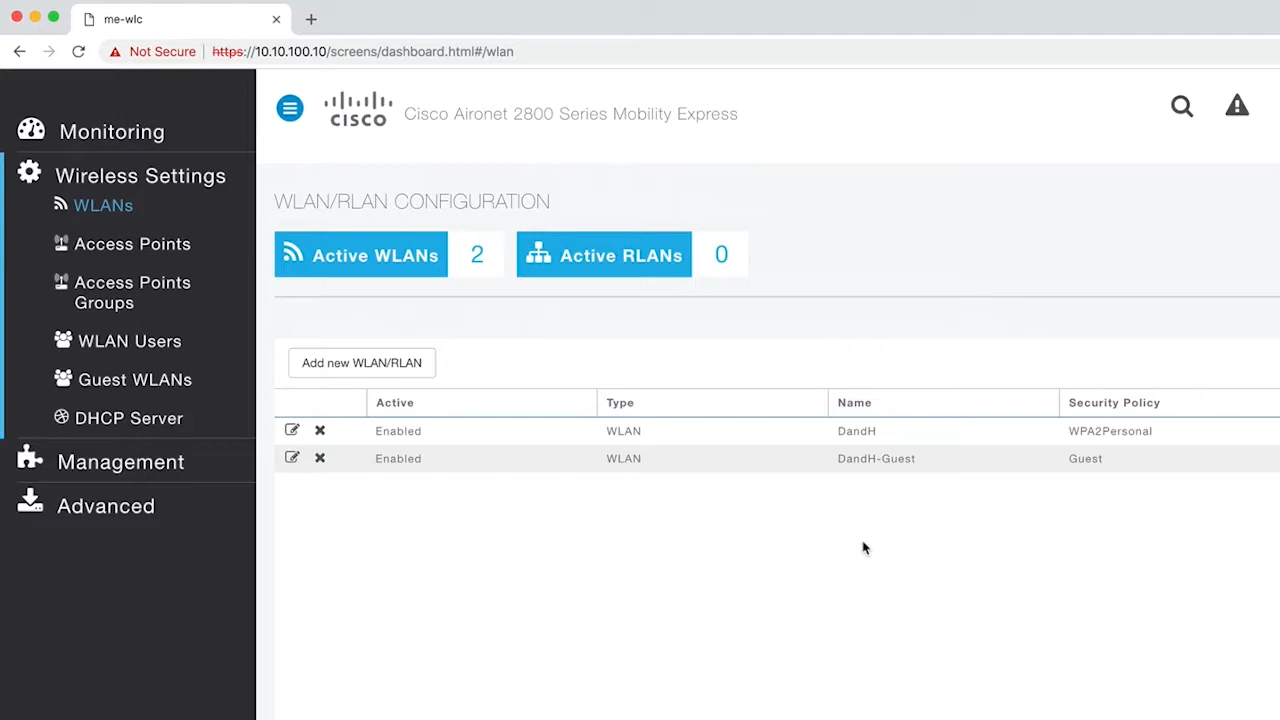 me-wlc
Not Secure
https://10.10.100.10/screens/dashboard.html#/wlan
Monitoring
Wireless Settings
WLANs
Access Points
Access Points
Groups
WLAN Users
Guest WLANs
DHCP Server
Management
Advanced
CISCO
Cisco Aironet 2800 Series Mobility Express
WLAN/RLAN CONFIGURATION
Active WLANs 2 Active RLANs 0
Add new WLAN/RLAN
Active Type Name Security Policy
Enabled WLAN DandH WPA2Personal
Enabled WLAN DandH-Guest Guest